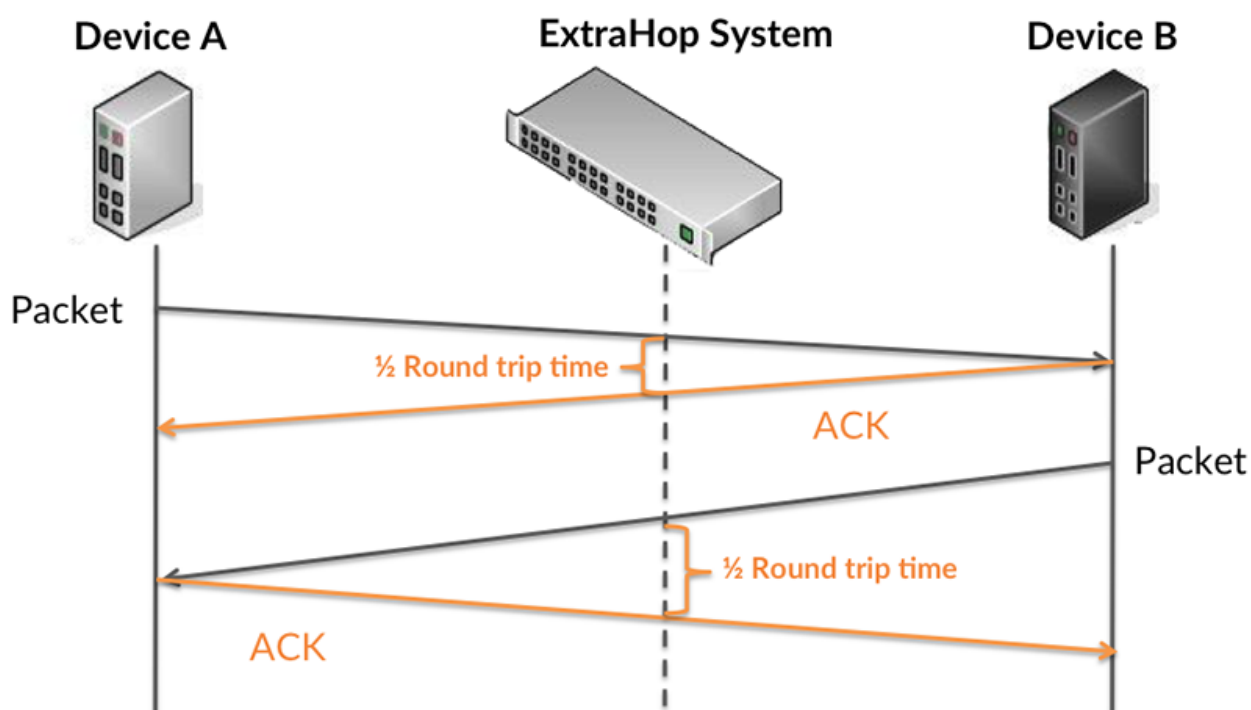 Device A
ExtraHop System
Device B
Packet
½ Round trip time
ACK
Packet
½ Round trip time
ACK